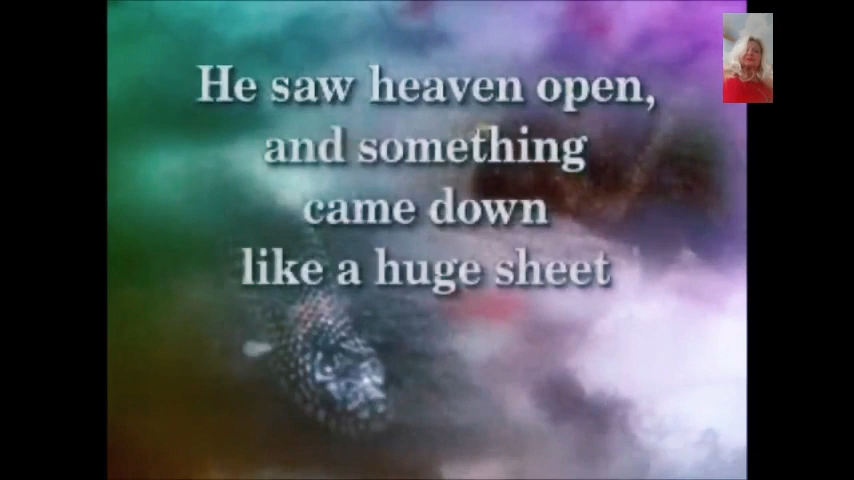 He saw heaven open,
and something
came down
like a huge sheet